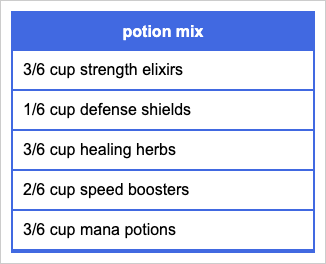 potion mix
3/6 cup strength elixirs
1/6 cup defense shields
3/6 cup healing herbs
2/6 cup speed boosters
3/6 cup mana potions